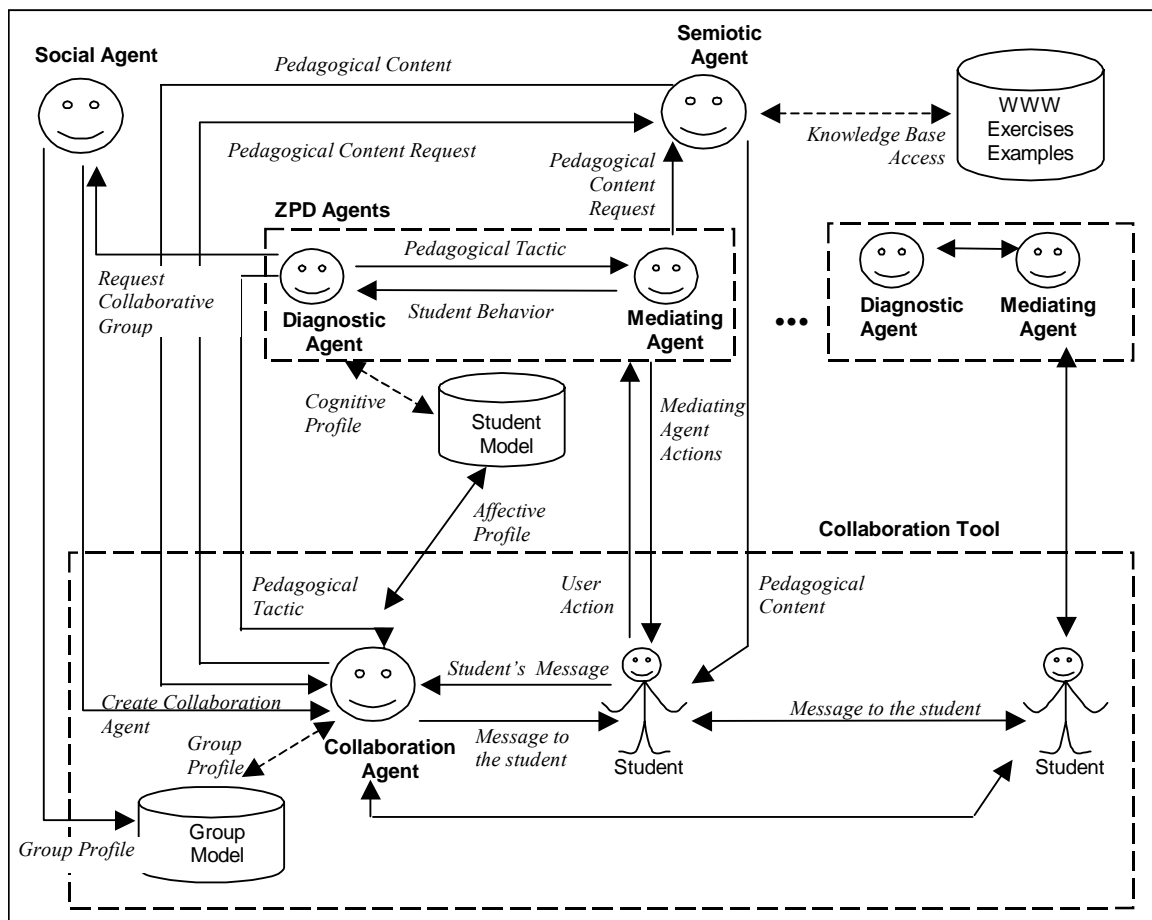 Social Agent
Pedagogical Content
Semiotic
Agent
WWW
Exercises
Examples
Knowledge Base
Access
Pedagogical Content Request
Pedagogical
Content
Request
ZPD Agents
Request
Collaborative
Group
Pedagogical Tactic
Student Behavior
Diagnostic
Agent
Mediating
Agent
...
Diagnostic
Agent
Mediating
Agent
Cognitive
Profile
Student
Model
Mediating
Agent
Actions
Affective
Profile
Collaboration Tool
Pedagogical
Tactic
User
Action
Pedagogical
Content
Student's Message
Create Collaboration
Agent
Message to the student
Group
Profile
Collaboration
Agent
Message to
the student
Student
Student
Group
Model
Group Profile